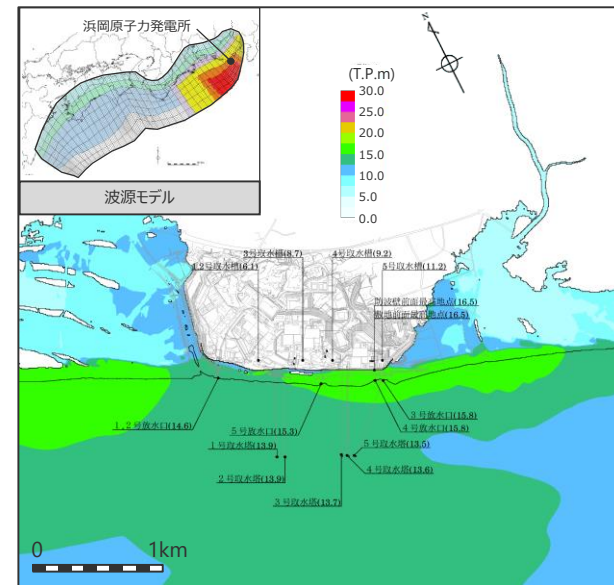 浜岡原子力発電所
波源モデル
N
(T.P.m)
30.0
25.0
20.0
15.0
10.0
5.0
0.0
3号取水槽(8.7)
4号取水槽(9.2)
1,2号取水槽(6.1)
5号取水槽(11.2)
防波壁前面最高地点(16.5)
敷地前面最高地点(16.5)
1,2号放水口(14.6)
5号放水口(15.3)
3号放水口(15.8)
4号放水口(15.8)
1号取水塔(13.9)
5号取水塔(13.5)
2号取水塔(13.9)
4号取水塔(13.6)
3号取水塔(13.7)
0 1km